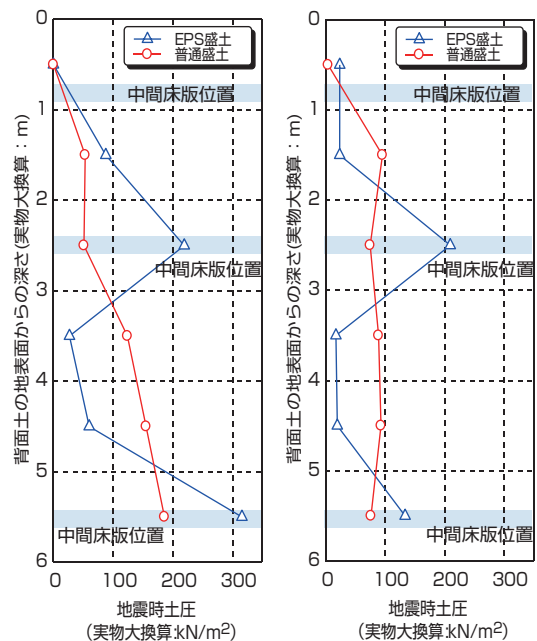 0
1
2
3
4
5
6
背面土の地表面からの深さ(実物大換算：m)
EPS盛土
普通盛土
中間床版位置
中間床版位置
中間床版位置
0 100 200 300
地震時土圧
(実物大換算:kN/m2)
0
1
2
3
4
5
6
背面土の地表面からの深さ(実物大換算：m)
EPS盛土
普通盛土
中間床版位置
中間床版位置
中間床版位置
0 100 200 300
地震時土圧
(実物大換算:kN/m2)